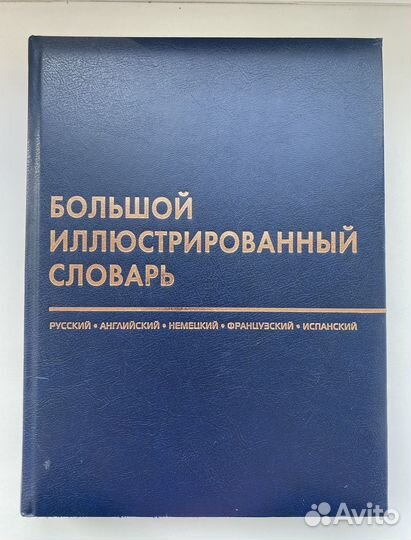 БОЛЬШОЙ
ИЛЛЮСТРИРОВАННЫЙ
СЛОВАРЬ
РУССКИЙ • АНГЛИЙСКИЙ • НЕМЕЦКИЙ • ФРАНЦУЗСКИЙ • ИСПАНСКИЙ
Avito